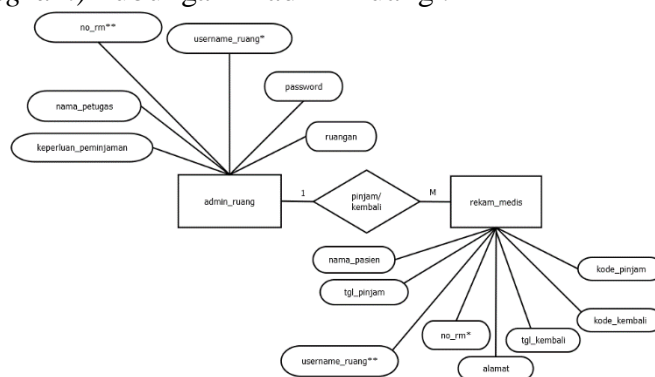 no_rm**
username_ruang*
password
nama_petugas
ruangan
keperluan_peminjaman
admin_ruang
1
pinjam/
kembali
M
rekam_medis
nama_pasien
kode_pinjam
tgl_pinjam
kode_kembali
no_rm*
tgl_kembali
username_ruang**
alamat